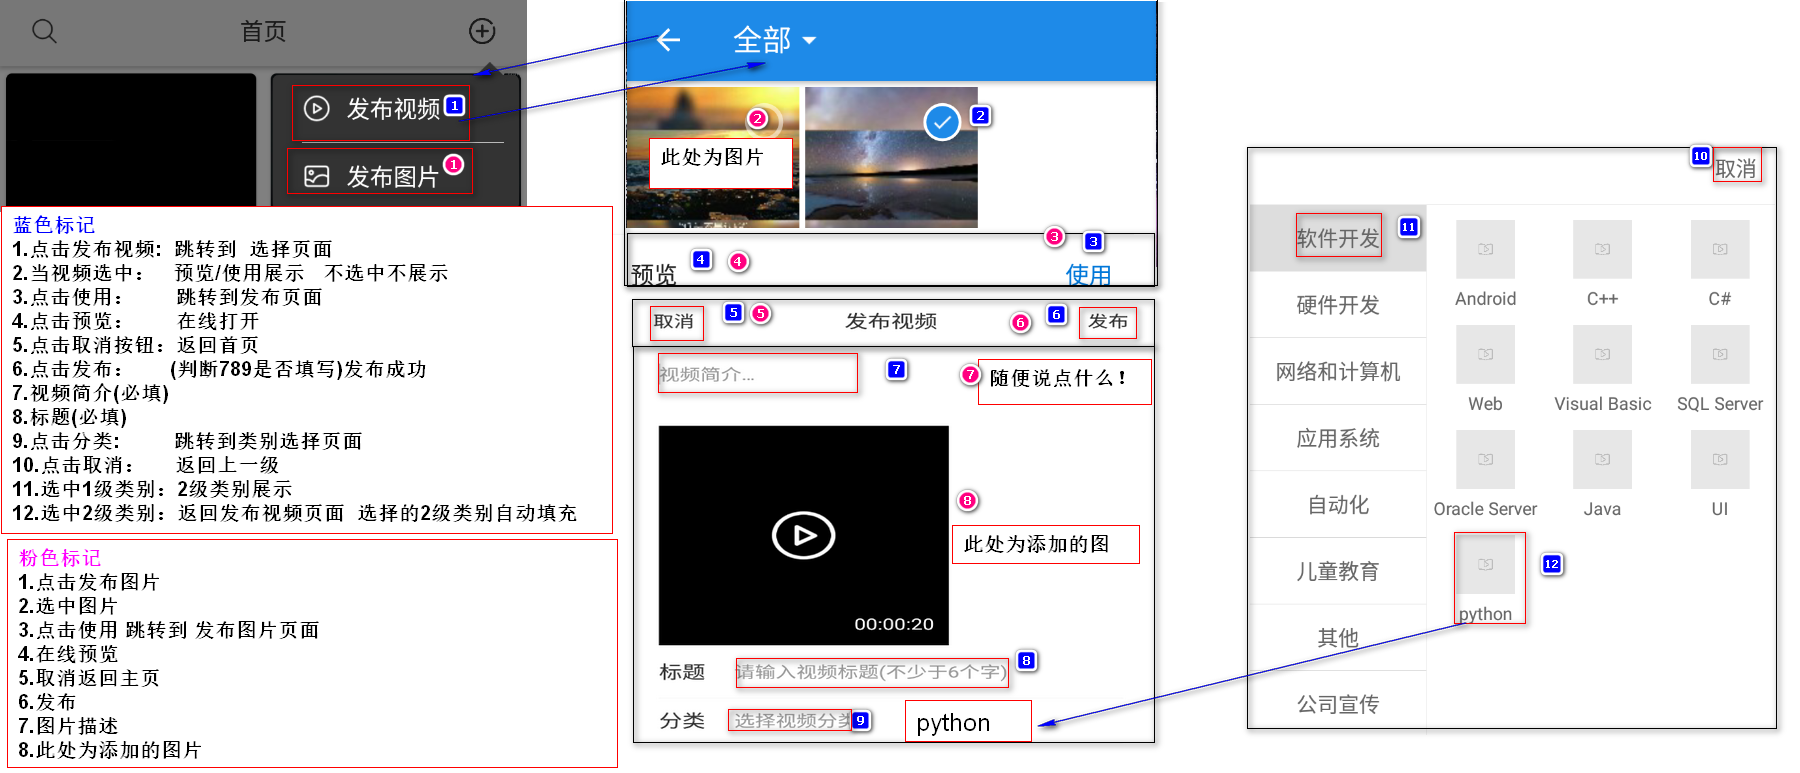 首页
发布视频 1
发布图片 1
蓝色标记
1.点击发布视频: 跳转到 选择页面
2.当视频选中: 预览/使用展示 不选中不展示
3.点击使用: 跳转到发布页面
4.点击预览: 在线打开
5.点击取消按钮: 返回首页
6.点击发布: (判断789是否填写)发布成功
7.视频简介(必填)
8.标题(必填)
9.点击分类: 跳转到类别选择页面
10.点击取消: 返回上一级
11.选中1级类别: 2级类别展示
12.选中2级类别: 返回发布视频页面 选择的2级类别自动填充
粉色标记
1.点击发布图片
2.选中图片
3.点击使用 跳转到 发布图片页面
4.在线预览
5.取消返回主页
6.发布
7.图片描述
8.此处为添加的图片
全部
2 2
此处为图片
3 3
预览 4 4 使用
取消 5 5 发布视频 6 6 发布
视频简介... 7 7 随便说点什么!
8
此处为添加的图
00:00:20
标题 请输入视频标题(不少于6个字) 8
分类 选择视频分类 9 python
10 取消
软件开发 11
硬件开发
网络和计算机
应用系统
自动化
儿童教育
其他
公司宣传
Android C++ C#
Web Visual Basic SQL Server
Oracle Server Java UI
12
python